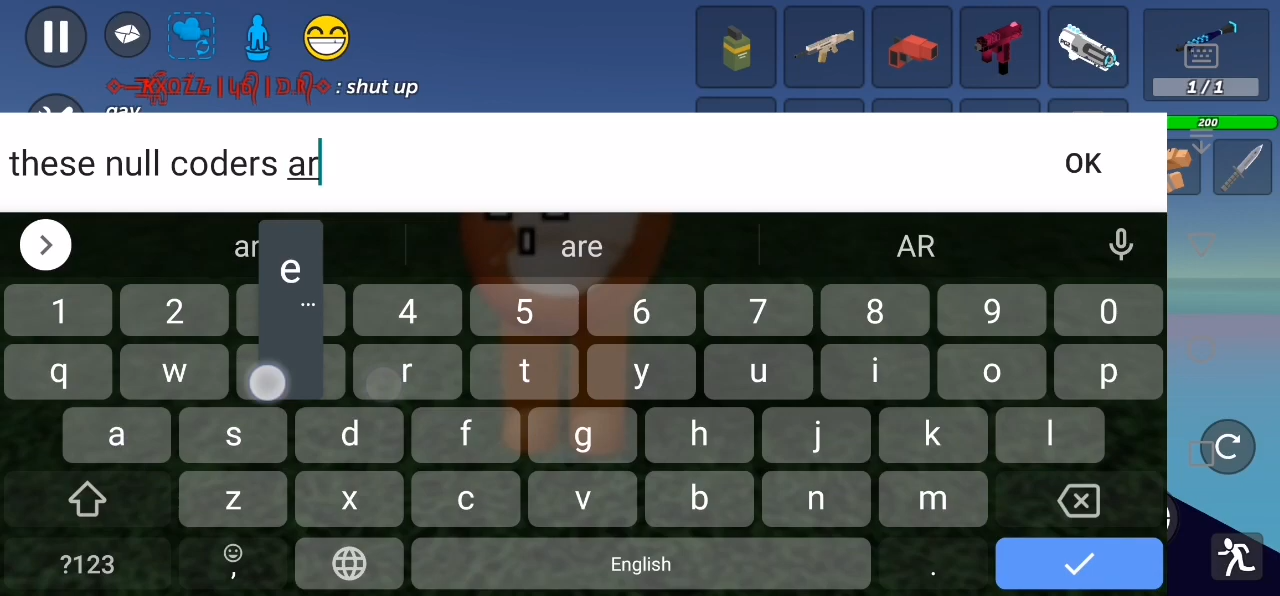 : shut up
1 / 1
gay
200
these null coders ar
OK
ar
are
AR
e
...
1 2 4 5 6 7 8 9 0
q w r t y u i o p
a s d f g h j k l
z x c v b n m
?123 , English .